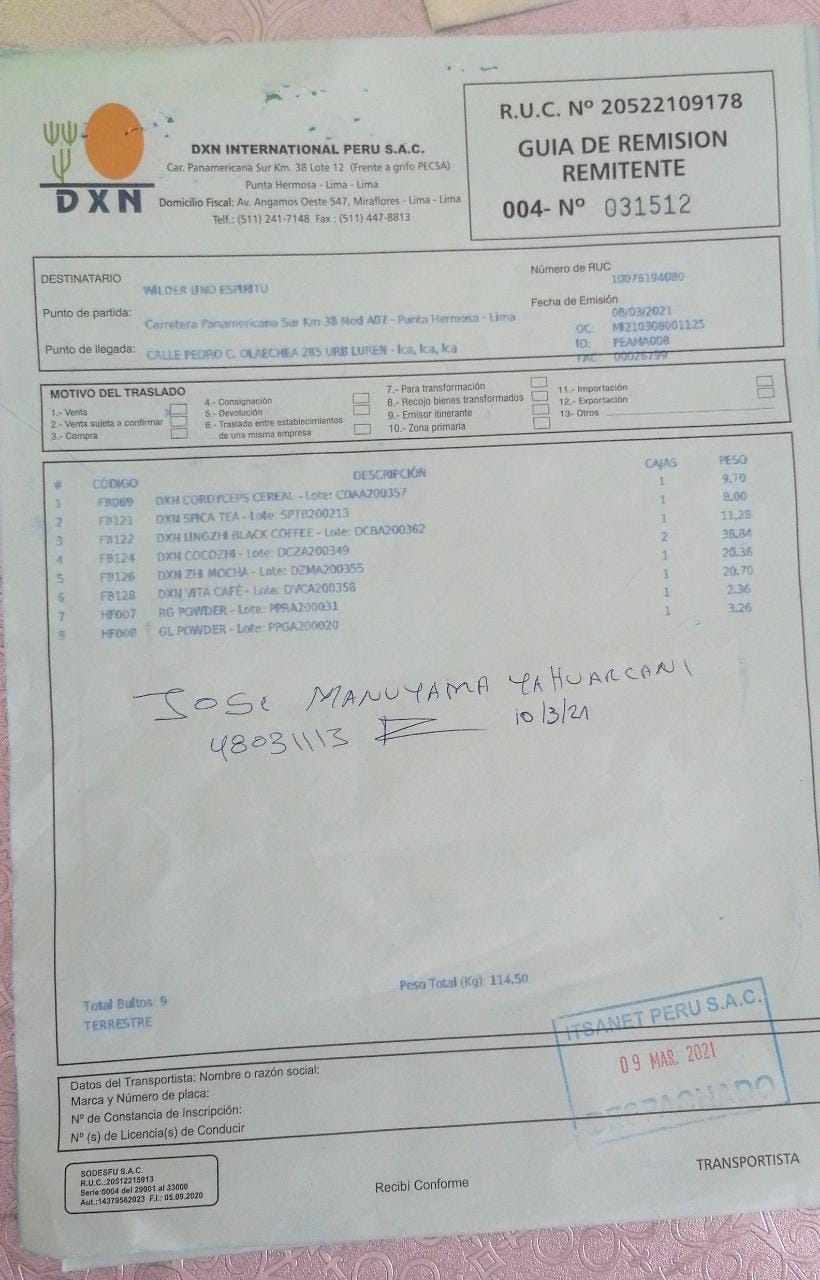 DXN
DXN INTERNATIONAL PERU S.A.C.
Car. Panamericana Sur Km. 38 Lote 12 (Frente a grifo PECSA)
Punta Hermosa - Lima - Lima
Domicilio Fiscal: Av. Angamos Oeste 547, Miraflores - Lima - Lima
Telf.: (511) 241-7148 Fax : (511) 447-8813
R.U.C. Nº 20522109178
GUIA DE REMISION
REMITENTE
004- Nº 031512
DESTINATARIO WILDER LINO ESPIRITU
Número de RUC 10076194080
Punto de partida: Carretera Panamericana Sur Km 38 Mod A07 - Punta Hermosa - Lima
Fecha de Emisión 08/03/2021
Punto de llegada: CALLE PEDRO C. OLAECHEA 285 URB LUREN - Ica, Ica, Ica
OC: MI210308001125
ID: PEAMA008
FAC: 00026799
MOTIVO DEL TRASLADO
1.- Venta X
2.- Venta sujeta a confirmar
3.- Compra
4.- Consignación
5.- Devolución
6.- Traslado entre establecimientos
de una misma empresa
7.- Para transformación
8.- Recojo bienes transformados
9.- Emisor itinerante
10.- Zona primaria
11.- Importación
12.- Exportación
13- Otros
# CÓDIGO DESCRIPCIÓN CAJAS PESO
1 FB069 DXN CORDYCEPS CEREAL - Lote: CDAA200357 1 9.70
2 FB121 DXN SPICA TEA - Lote: SPTB200213 1 8.00
3 FB122 DXN LINGZHI BLACK COFFEE - Lote: DCBA200362 1 11.28
4 FB124 DXN COCOZHI - Lote: DCZA200349 2 38.84
5 FB126 DXN ZHI MOCHA - Lote: DZMA200355 1 20.36
6 FB128 DXN VITA CAFÉ - Lote: DVCA200358 1 20.70
7 HF007 RG POWDER - Lote: PPRA200031 1 2.36
8 HF008 GL POWDER - Lote: PPGA200020 1 3.26
JOSE MANUYAMA YAHUARCANI
48031113 10/3/21
Peso Total (Kg): 114.50
Total Bultos: 9
TERRESTRE
ITSANET PERU S.A.C.
09 MAR. 2021
DESPACHADO
Datos del Transportista: Nombre o razón social:
Marca y Número de placa:
Nº de Constancia de Inscripción:
Nº (s) de Licencia(s) de Conducir
SODESFU S.A.C.
R.U.C.:20512215913
Serie:0004 del 29001 al 33000
Aut.:14379562023 F.I.: 05.09.2020
Recibí Conforme
TRANSPORTISTA